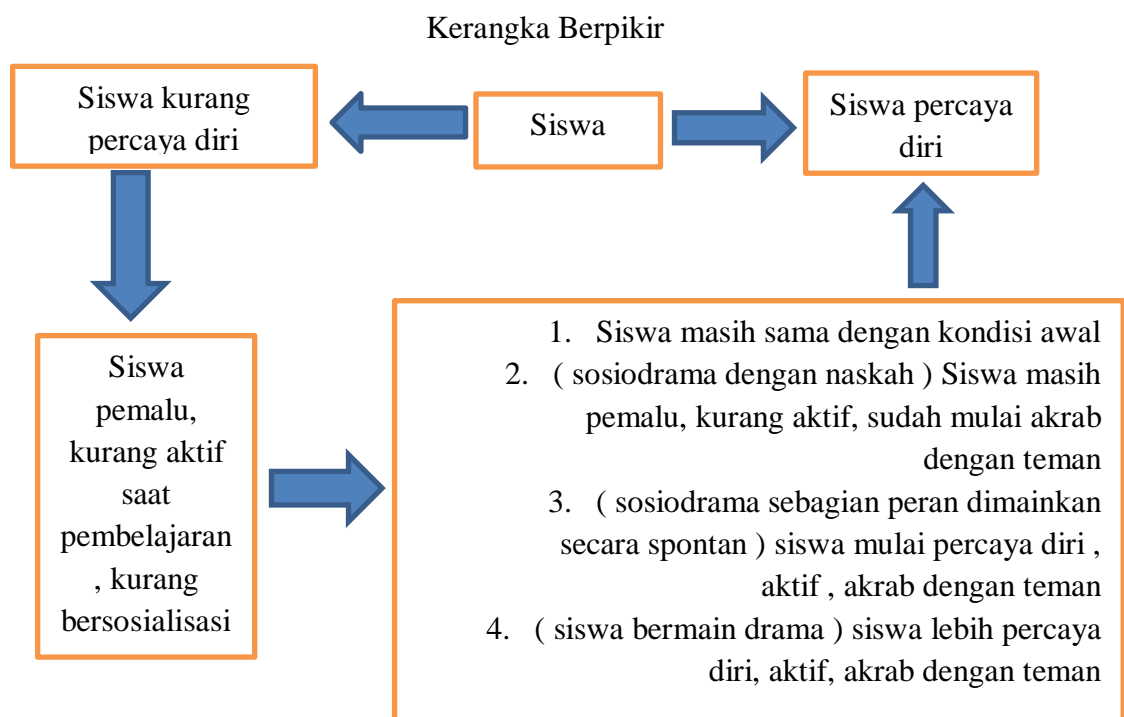 Kerangka Berpikir
Siswa kurang
percaya diri
Siswa
Siswa percaya
diri
Siswa
pemalu,
kurang aktif
saat
pembelajaran
, kurang
bersosialisasi
1. Siswa masih sama dengan kondisi awal
2. ( sosiodrama dengan naskah ) Siswa masih
pemalu, kurang aktif, sudah mulai akrab
dengan teman
3. ( sosiodrama sebagian peran dimainkan
secara spontan ) siswa mulai percaya diri ,
aktif , akrab dengan teman
4. ( siswa bermain drama ) siswa lebih percaya
diri, aktif, akrab dengan teman